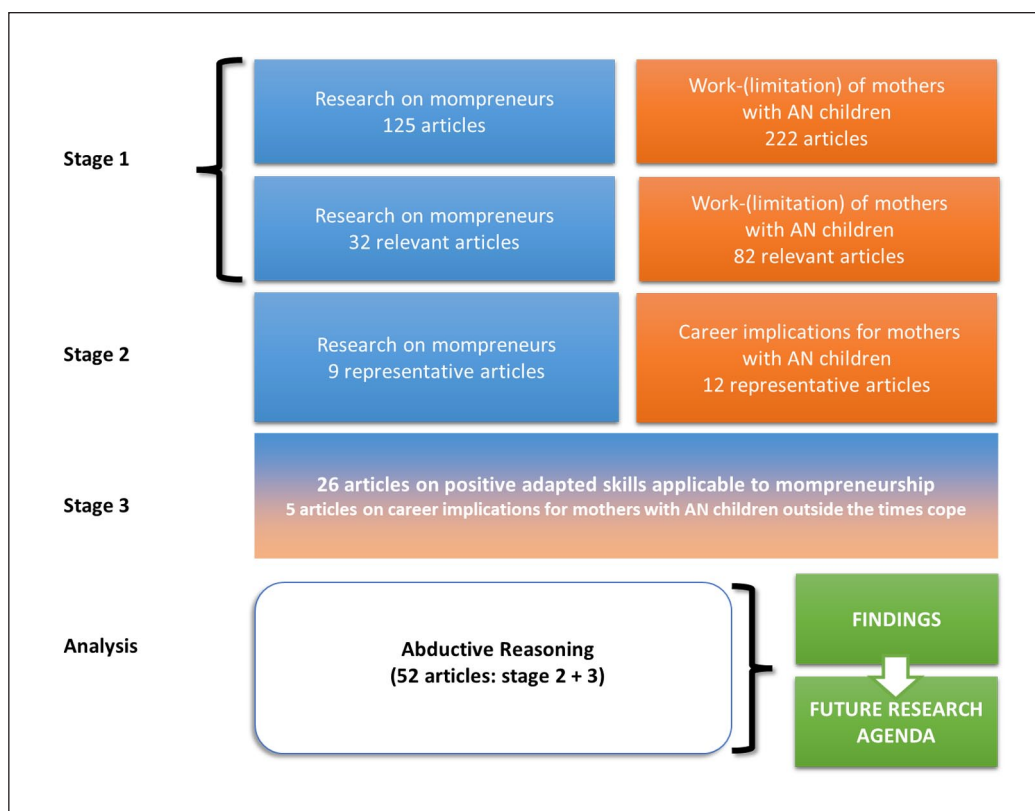 Stage 1
Research on mompreneurs
125 articles
Work-(limitation) of mothers
with AN children
222 articles
Research on mompreneurs
32 relevant articles
Work-(limitation) of mothers
with AN children
82 relevant articles
Stage 2
Research on mompreneurs
9 representative articles
Career implications for mothers
with AN children
12 representative articles
Stage 3
26 articles on positive adapted skills applicable to mompreneurship
5 articles on career implications for mothers with AN children outside the times cope
Analysis
Abductive Reasoning
(52 articles: stage 2 + 3)
FINDINGS
FUTURE RESEARCH
AGENDA